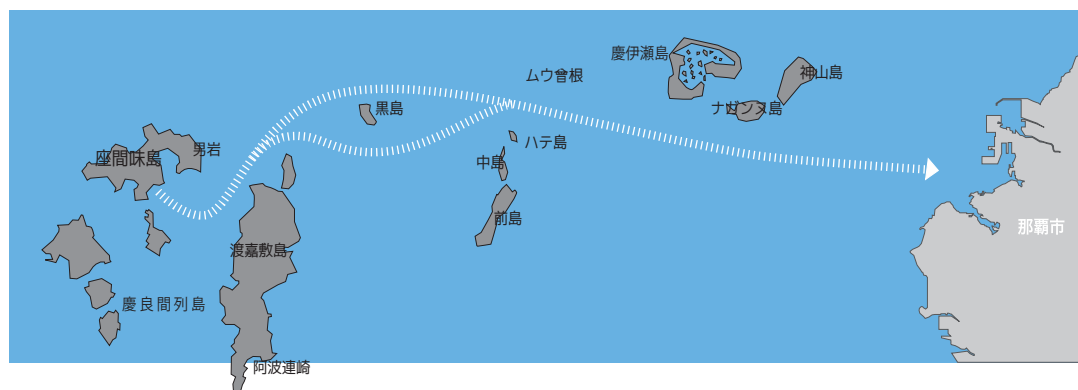 慶伊瀬島
ムウ曾根
神山島
黒島
ナガンヌ島
ハテ島
男岩
座間味島
中島
前島
那覇市
渡嘉敷島
慶良間列島
阿波連崎